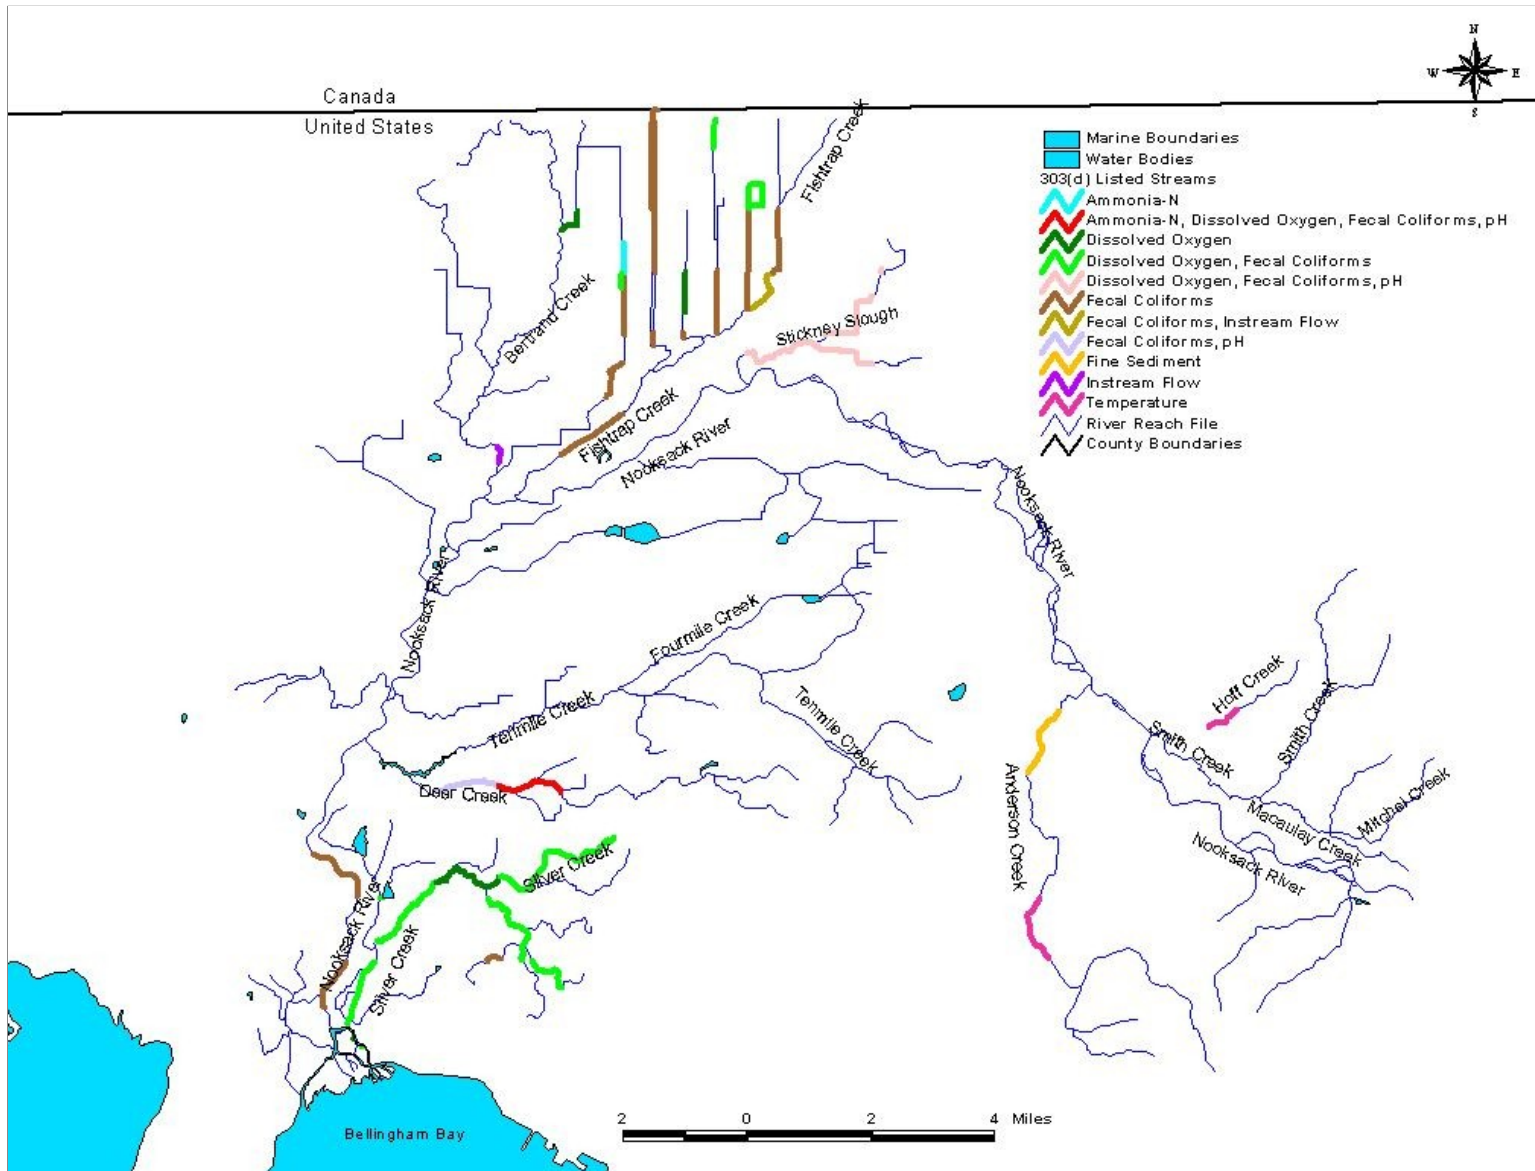 N
W
E
S
Canada
United States
Fishtrap Creek
Marine Boundaries
Water Bodies
303(d) Listed Streams
Ammonia-N
Ammonia-N, Dissolved Oxygen, Fecal Coliforms, pH
Dissolved Oxygen
Dissolved Oxygen, Fecal Coliforms
Dissolved Oxygen, Fecal Coliforms, pH
Fecal Coliforms
Fecal Coliforms, Instream Flow
Fecal Coliforms, pH
Fine Sediment
Instream Flow
Temperature
River Reach File
County Boundaries
Bertrand Creek
Stickney Slough
Fishtrap Creek
Nooksack River
Nooksack River
Nooksack River
Fourmile Creek
Tenmile Creek
Tenmile Creek
Hoff Creek
Smith Creek
Smith Creek
Deer Creek
Anderson Creek
Macaulay Creek
Mitchel Creek
Nooksack River
Silver Creek
Nooksack River
Silver Creek
2
0
2
4
Miles
Bellingham Bay